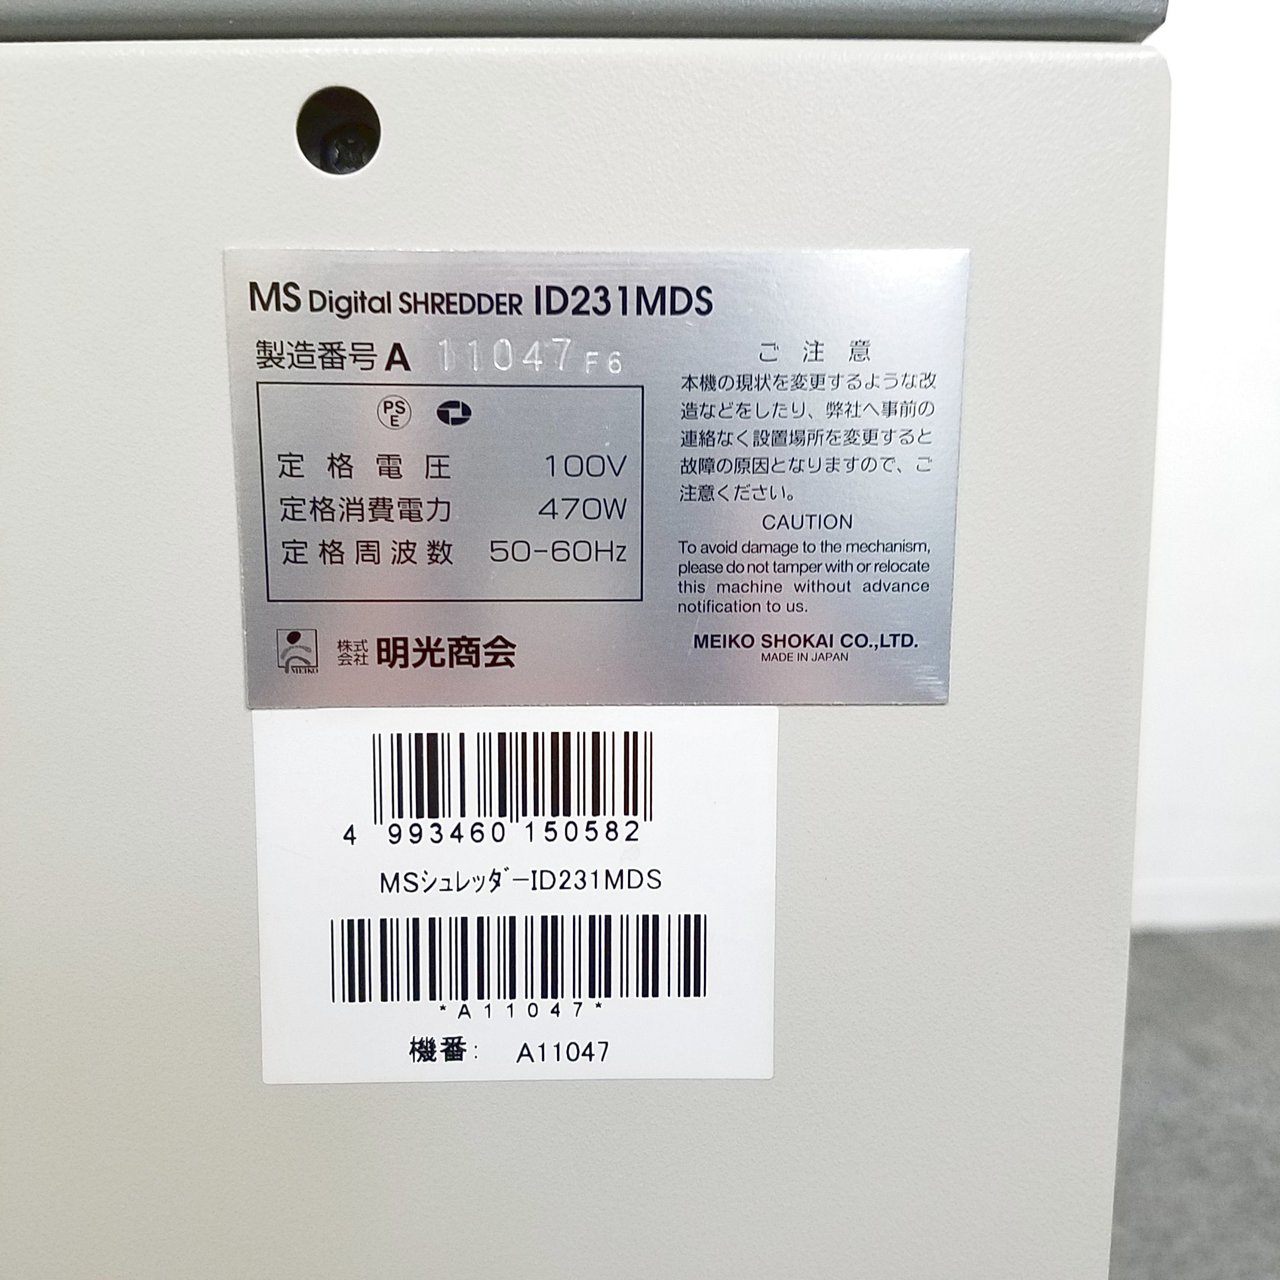 MS Digital SHREDDER ID231MDS
製造番号 A 11047 F6
PS
E
定格電圧 100V
定格消費電力 470W
定格周波数 50-60Hz
MEIKO
株式会社 明光商会
ご注意
本機の現状を変更するような改
造などをしたり、弊社へ事前の
連絡なく設置場所を変更すると
故障の原因となりますので、ご
注意ください。
CAUTION
To avoid damage to the mechanism,
please do not tamper with or relocate
this machine without advance
notification to us.
MEIKO SHOKAI CO.,LTD.
MADE IN JAPAN
4 993460 150582
MSシュレッダーID231MDS
*A11047*
機番: A11047